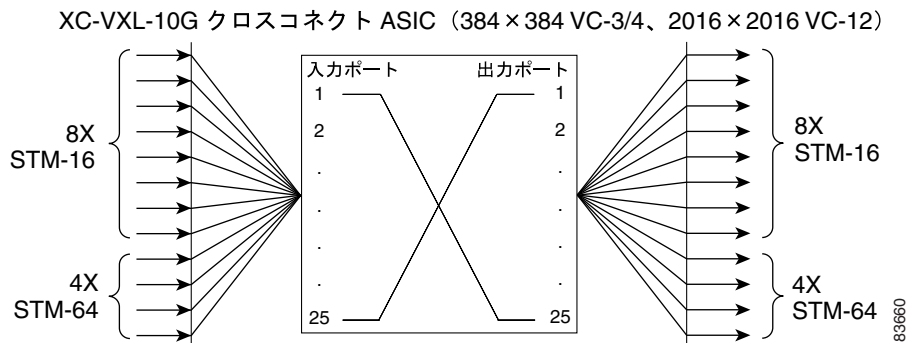 XC-VXL-10G クロスコネクト ASIC（384×384 VC-3/4、2016×2016 VC-12）
入力ポート 出力ポート
1 1
2 2
25 25
8X
STM-16
4X
STM-64
8X
STM-16
4X
STM-64
83660